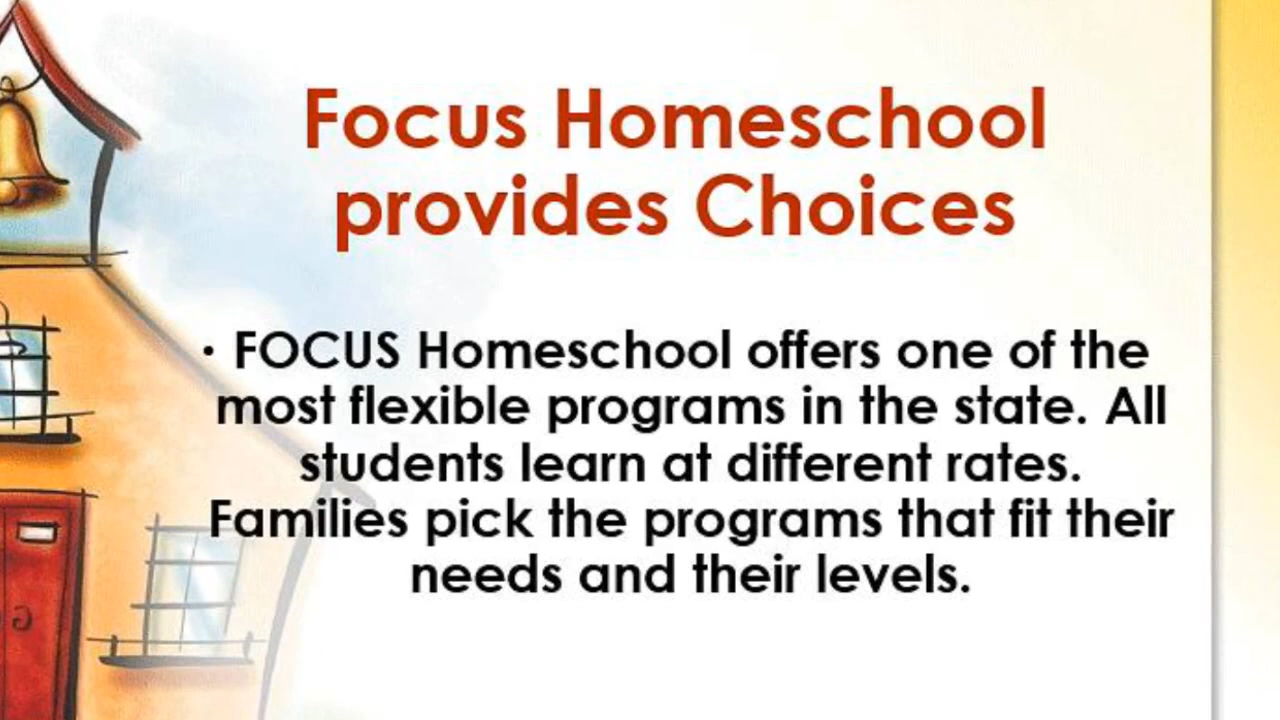 Focus Homeschool
provides Choices
• FOCUS Homeschool offers one of the
most flexible programs in the state. All
students learn at different rates.
Families pick the programs that fit their
needs and their levels.